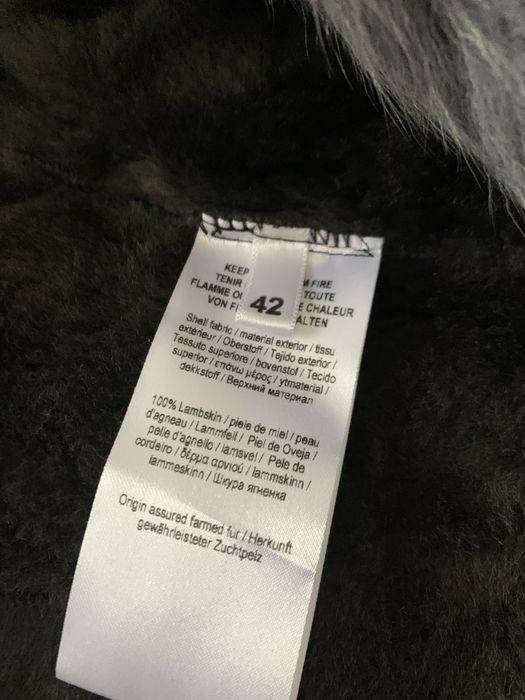 KEEP M FIRE
TENIR TOUTE
FLAMME O E CHALEUR
VON F ALTEN
42
Shell fabric / material exterior / tissu
extérieur / Oberstoff / Tejido exterior /
Tessuto superiore / bovenstof / Tecido
superior / επάνω μέρος / ytmaterial /
dekkstoff / Верхний материал
100% Lambskin / piele de miel / peau
d'agneau / Lammfell / Piel de Oveja /
pelle d'agnello / lamsvel / Pele de
cordeiro / δέρμα αρνιού / lammskinn /
lammeskinn / Шкура ягненка
Origin assured farmed fur / Herkunft
gewährleisteter Zuchtpelz